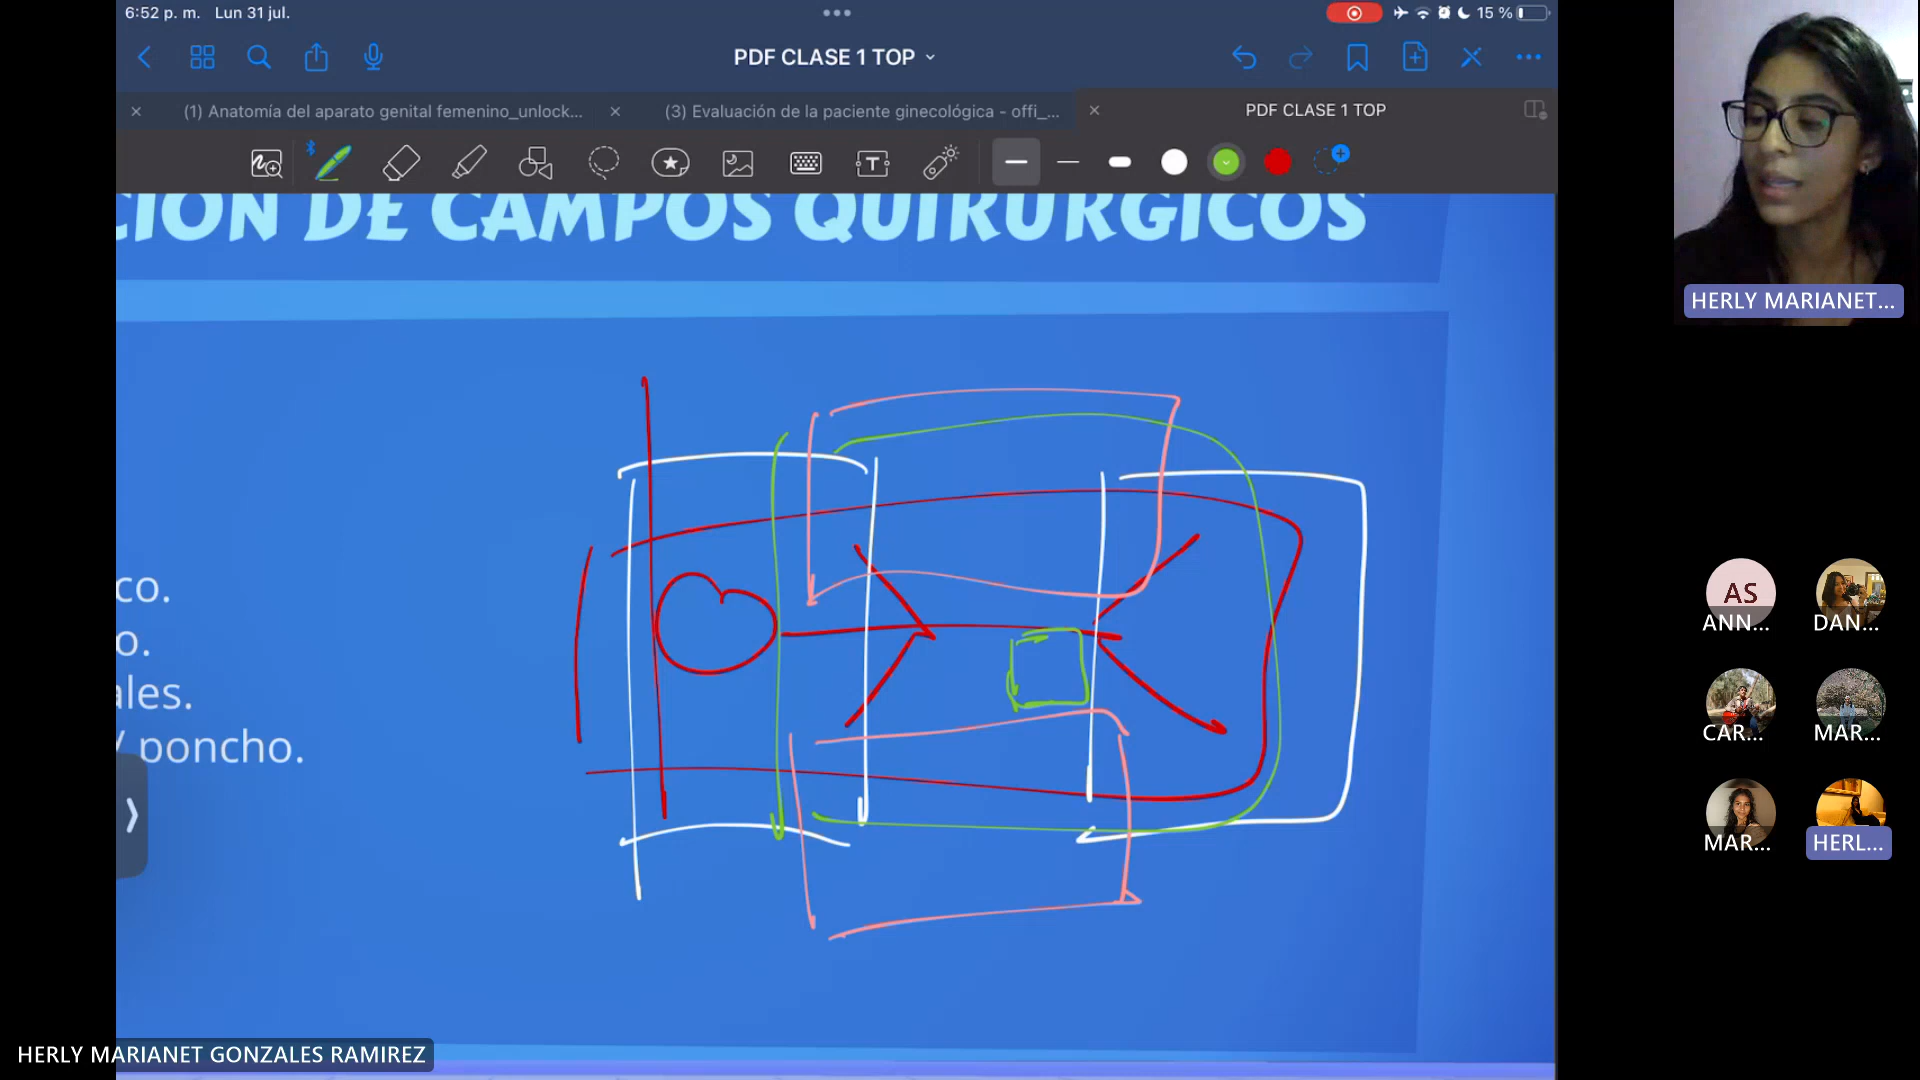 6:52 p. m. Lun 31 jul.
15 %
PDF CLASE 1 TOP
(1) Anatomía del aparato genital femenino_unlock...
(3) Evaluación de la paciente ginecológica - offi_...
PDF CLASE 1 TOP
T
CIÓN DE CAMPOS QUIRÚRGICOS
co.
o.
ales.
/ poncho.
HERLY MARIANET...
AS
ANN...
DAN...
CAR...
MAR...
MAR...
HERL...
HERLY MARIANET GONZALES RAMIREZ